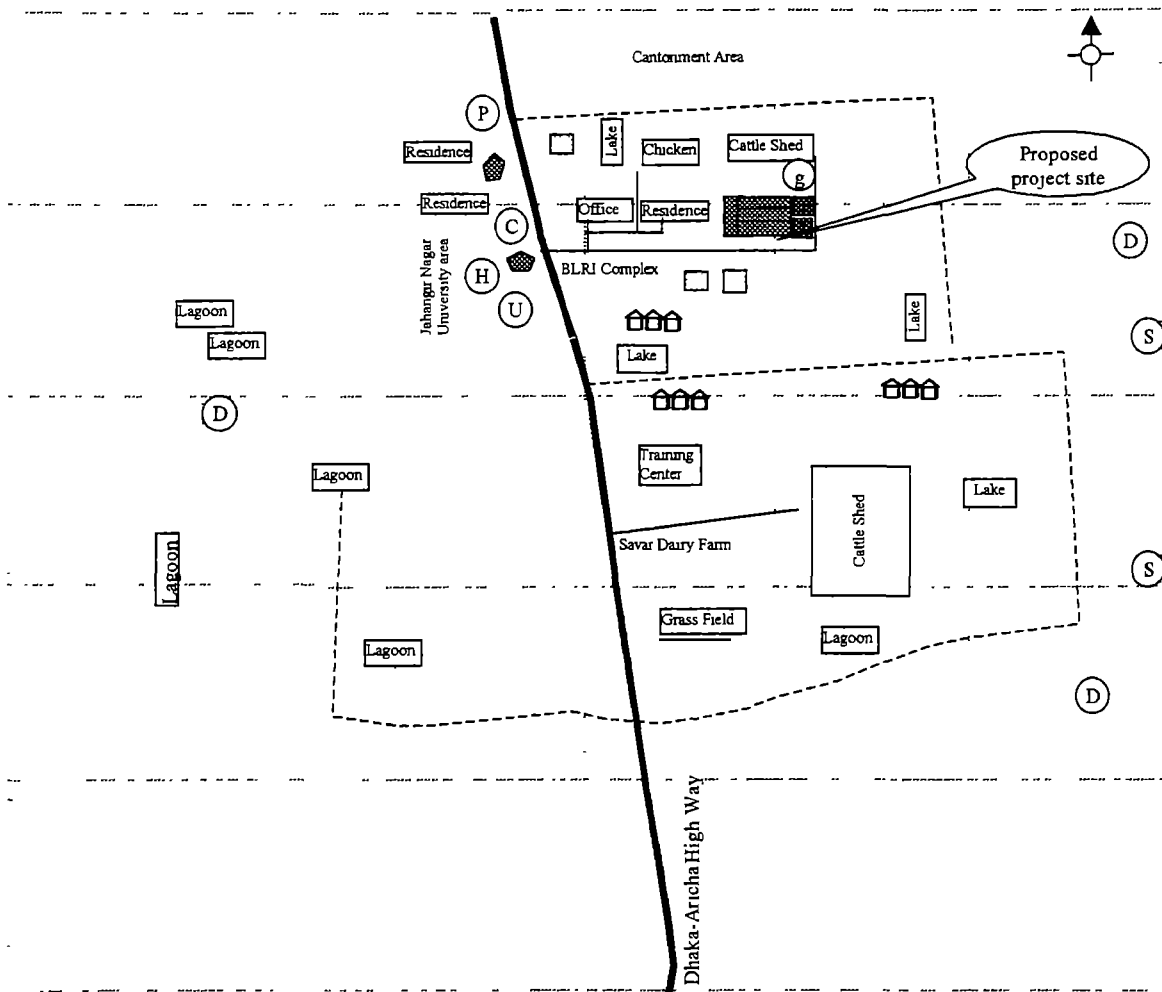 Cantonment Area
P
Residence
Lake
Chicken
Cattle Shed
g
Proposed
project site
Residence
Office
Residence
C
D
Jahangir Nagar
University area
H
BLRI Complex
U
Lagoon
Lagoon
Lake
S
Lake
D
Lagoon
Training
Center
Lake
Cattle Shed
Savar Dairy Farm
Lagoon
S
Grass Field
Lagoon
Lagoon
D
Dhaka-Aricha High Way